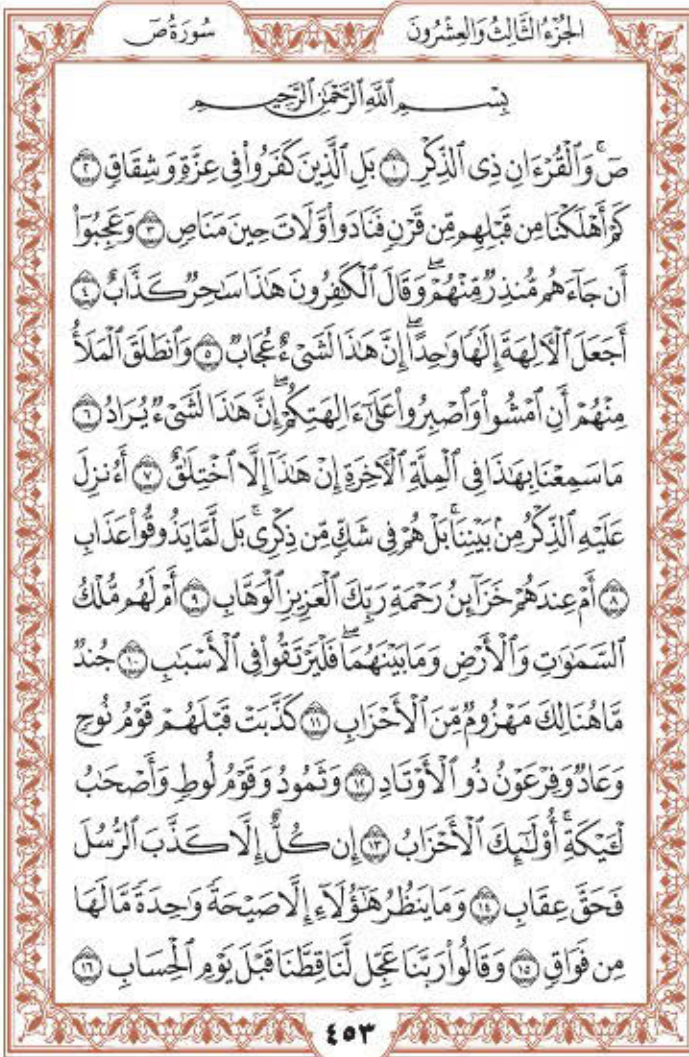 الجُزْءُ الثَّالِثُ وَالعِشْرُونَ
سُورَةُ صٓ
بِسْمِ ٱللَّهِ ٱلرَّحْمَٰنِ ٱلرَّحِيمِ
صٓۚ وَٱلْقُرْءَانِ ذِى ٱلذِّكْرِ ١ بَلِ ٱلَّذِينَ كَفَرُوا۟ فِى عِزَّةٍ وَشِقَاقٍ ٢
كَمْ أَهْلَكْنَا مِن قَبْلِهِم مِّن قَرْنٍ فَنَادَوا۟ وَّلَاتَ حِينَ مَنَاصٍ ٣ وَعَجِبُوٓا۟
أَن جَآءَهُم مُّنذِرٌ مِّنْهُمْۖ وَقَالَ ٱلْكَٰفِرُونَ هَٰذَا سَٰحِرٌ كَذَّابٌ ٤
أَجَعَلَ ٱلْءَالِهَةَ إِلَٰهًا وَٰحِدًاۖ إِنَّ هَٰذَا لَشَىْءٌ عُجَابٌ ٥ وَٱنطَلَقَ ٱلْمَلَأُ
مِنْهُمْ أَنِ ٱمْشُوا۟ وَٱصْبِرُوا۟ عَلَىٰٓ ءَالِهَتِكُمْۖ إِنَّ هَٰذَا لَشَىْءٌ يُرَادُ ٦
مَا سَمِعْنَا بِهَٰذَا فِى ٱلْمِلَّةِ ٱلْءَاخِرَةِ إِنْ هَٰذَآ إِلَّا ٱخْتِلَٰقٌ ٧ أَءُنزِلَ
عَلَيْهِ ٱلذِّكْرُ مِنۢ بَيْنِنَاۚ بَلْ هُمْ فِى شَكٍّ مِّن ذِكْرِىۚ بَل لَّمَّا يَذُوقُوا۟ عَذَابِ
٨ أَمْ عِندَهُمْ خَزَآئِنُ رَحْمَةِ رَبِّكَ ٱلْعَزِيزِ ٱلْوَهَّابِ ٩ أَمْ لَهُم مُّلْكُ
ٱلسَّمَٰوَٰتِ وَٱلْأَرْضِ وَمَا بَيْنَهُمَاۖ فَلْيَرْتَقُوا۟ فِى ٱلْأَسْبَٰبِ ١٠ جُندٌ
مَّا هُنَالِكَ مَهْزُومٌ مِّنَ ٱلْأَحْزَابِ ١١ كَذَّبَتْ قَبْلَهُمْ قَوْمُ نُوحٍ
وَعَادٌ وَفِرْعَوْنُ ذُو ٱلْأَوْتَادِ ١٢ وَثَمُودُ وَقَوْمُ لُوطٍ وَأَصْحَٰبُ
لْـَٔيْكَةِۚ أُو۟لَٰٓئِكَ ٱلْأَحْزَابُ ١٣ إِن كُلٌّ إِلَّا كَذَّبَ ٱلرُّسُلَ
فَحَقَّ عِقَابِ ١٤ وَمَا يَنظُرُ هَٰٓؤُلَآءِ إِلَّا صَيْحَةً وَٰحِدَةً مَّا لَهَا
مِن فَوَاقٍ ١٥ وَقَالُوا۟ رَبَّنَا عَجِّل لَّنَا قِطَّنَا قَبْلَ يَوْمِ ٱلْحِسَابِ ١٦
٤٥٣